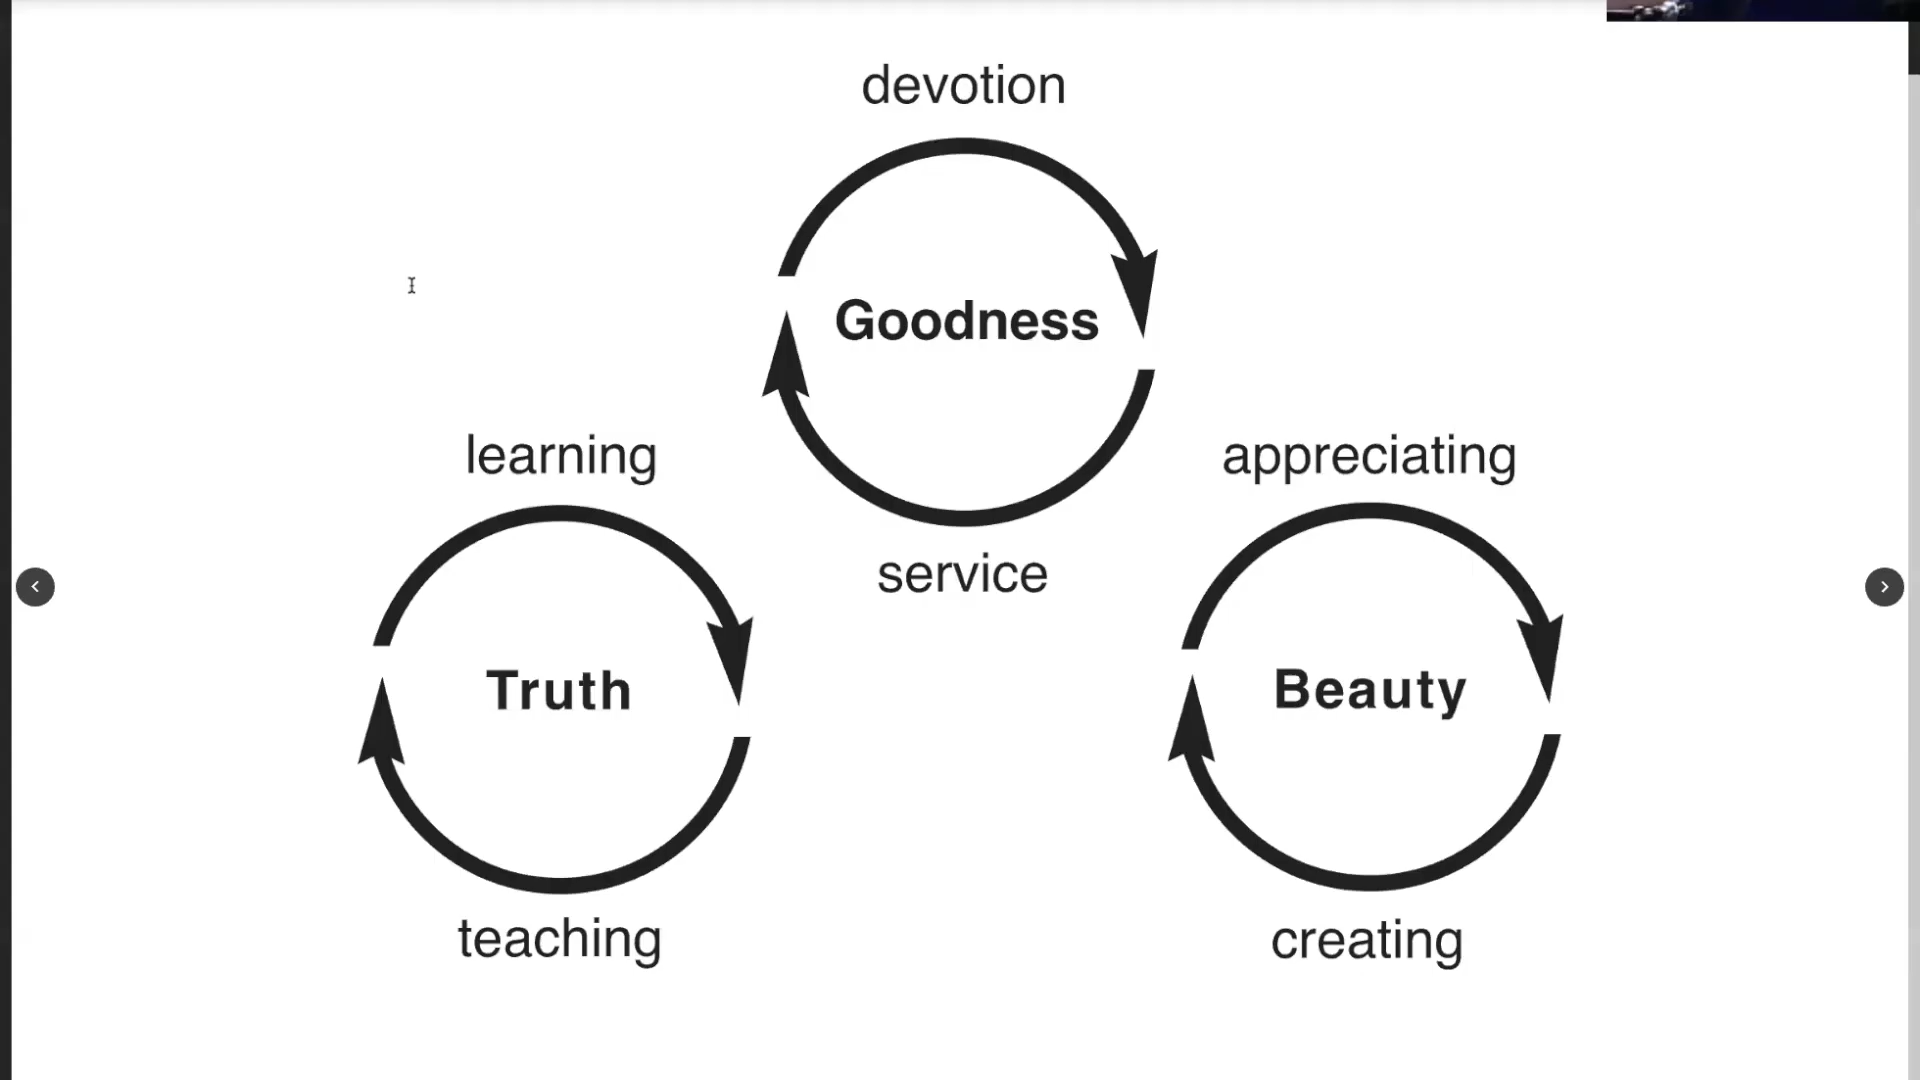 devotion
Goodness
service
learning
Truth
teaching
appreciating
Beauty
creating